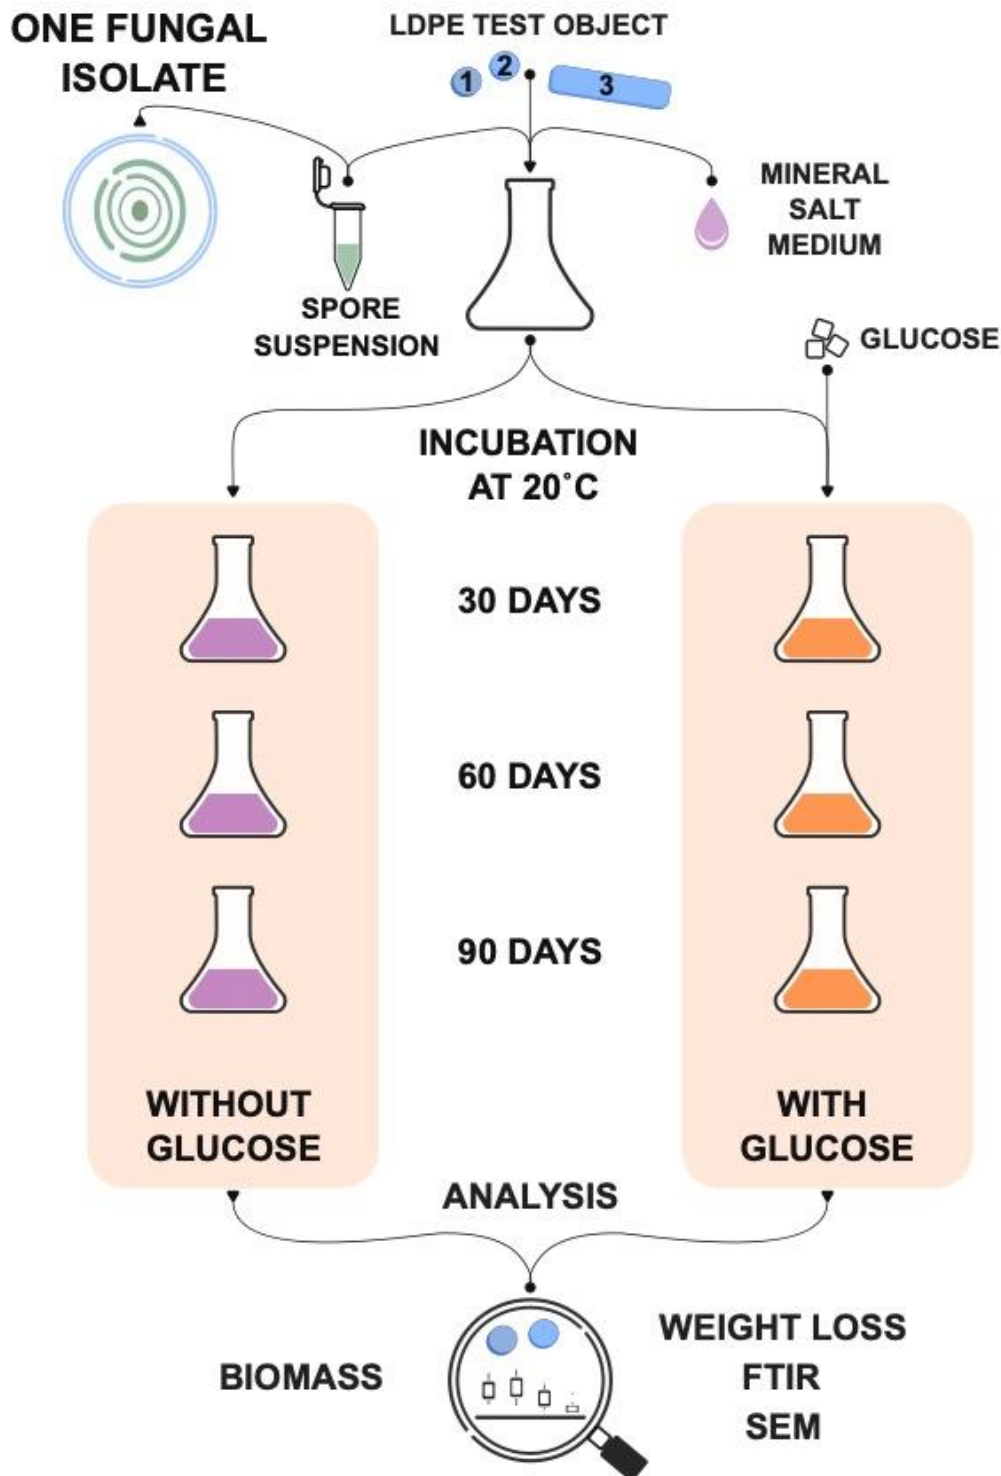 ONE FUNGAL
ISOLATE
LDPE TEST OBJECT
1
2
3
MINERAL
SALT
MEDIUM
SPORE
SUSPENSION
GLUCOSE
INCUBATION
AT 20˚C
30 DAYS
60 DAYS
90 DAYS
WITHOUT
GLUCOSE
WITH
GLUCOSE
ANALYSIS
BIOMASS
WEIGHT LOSS
FTIR
SEM